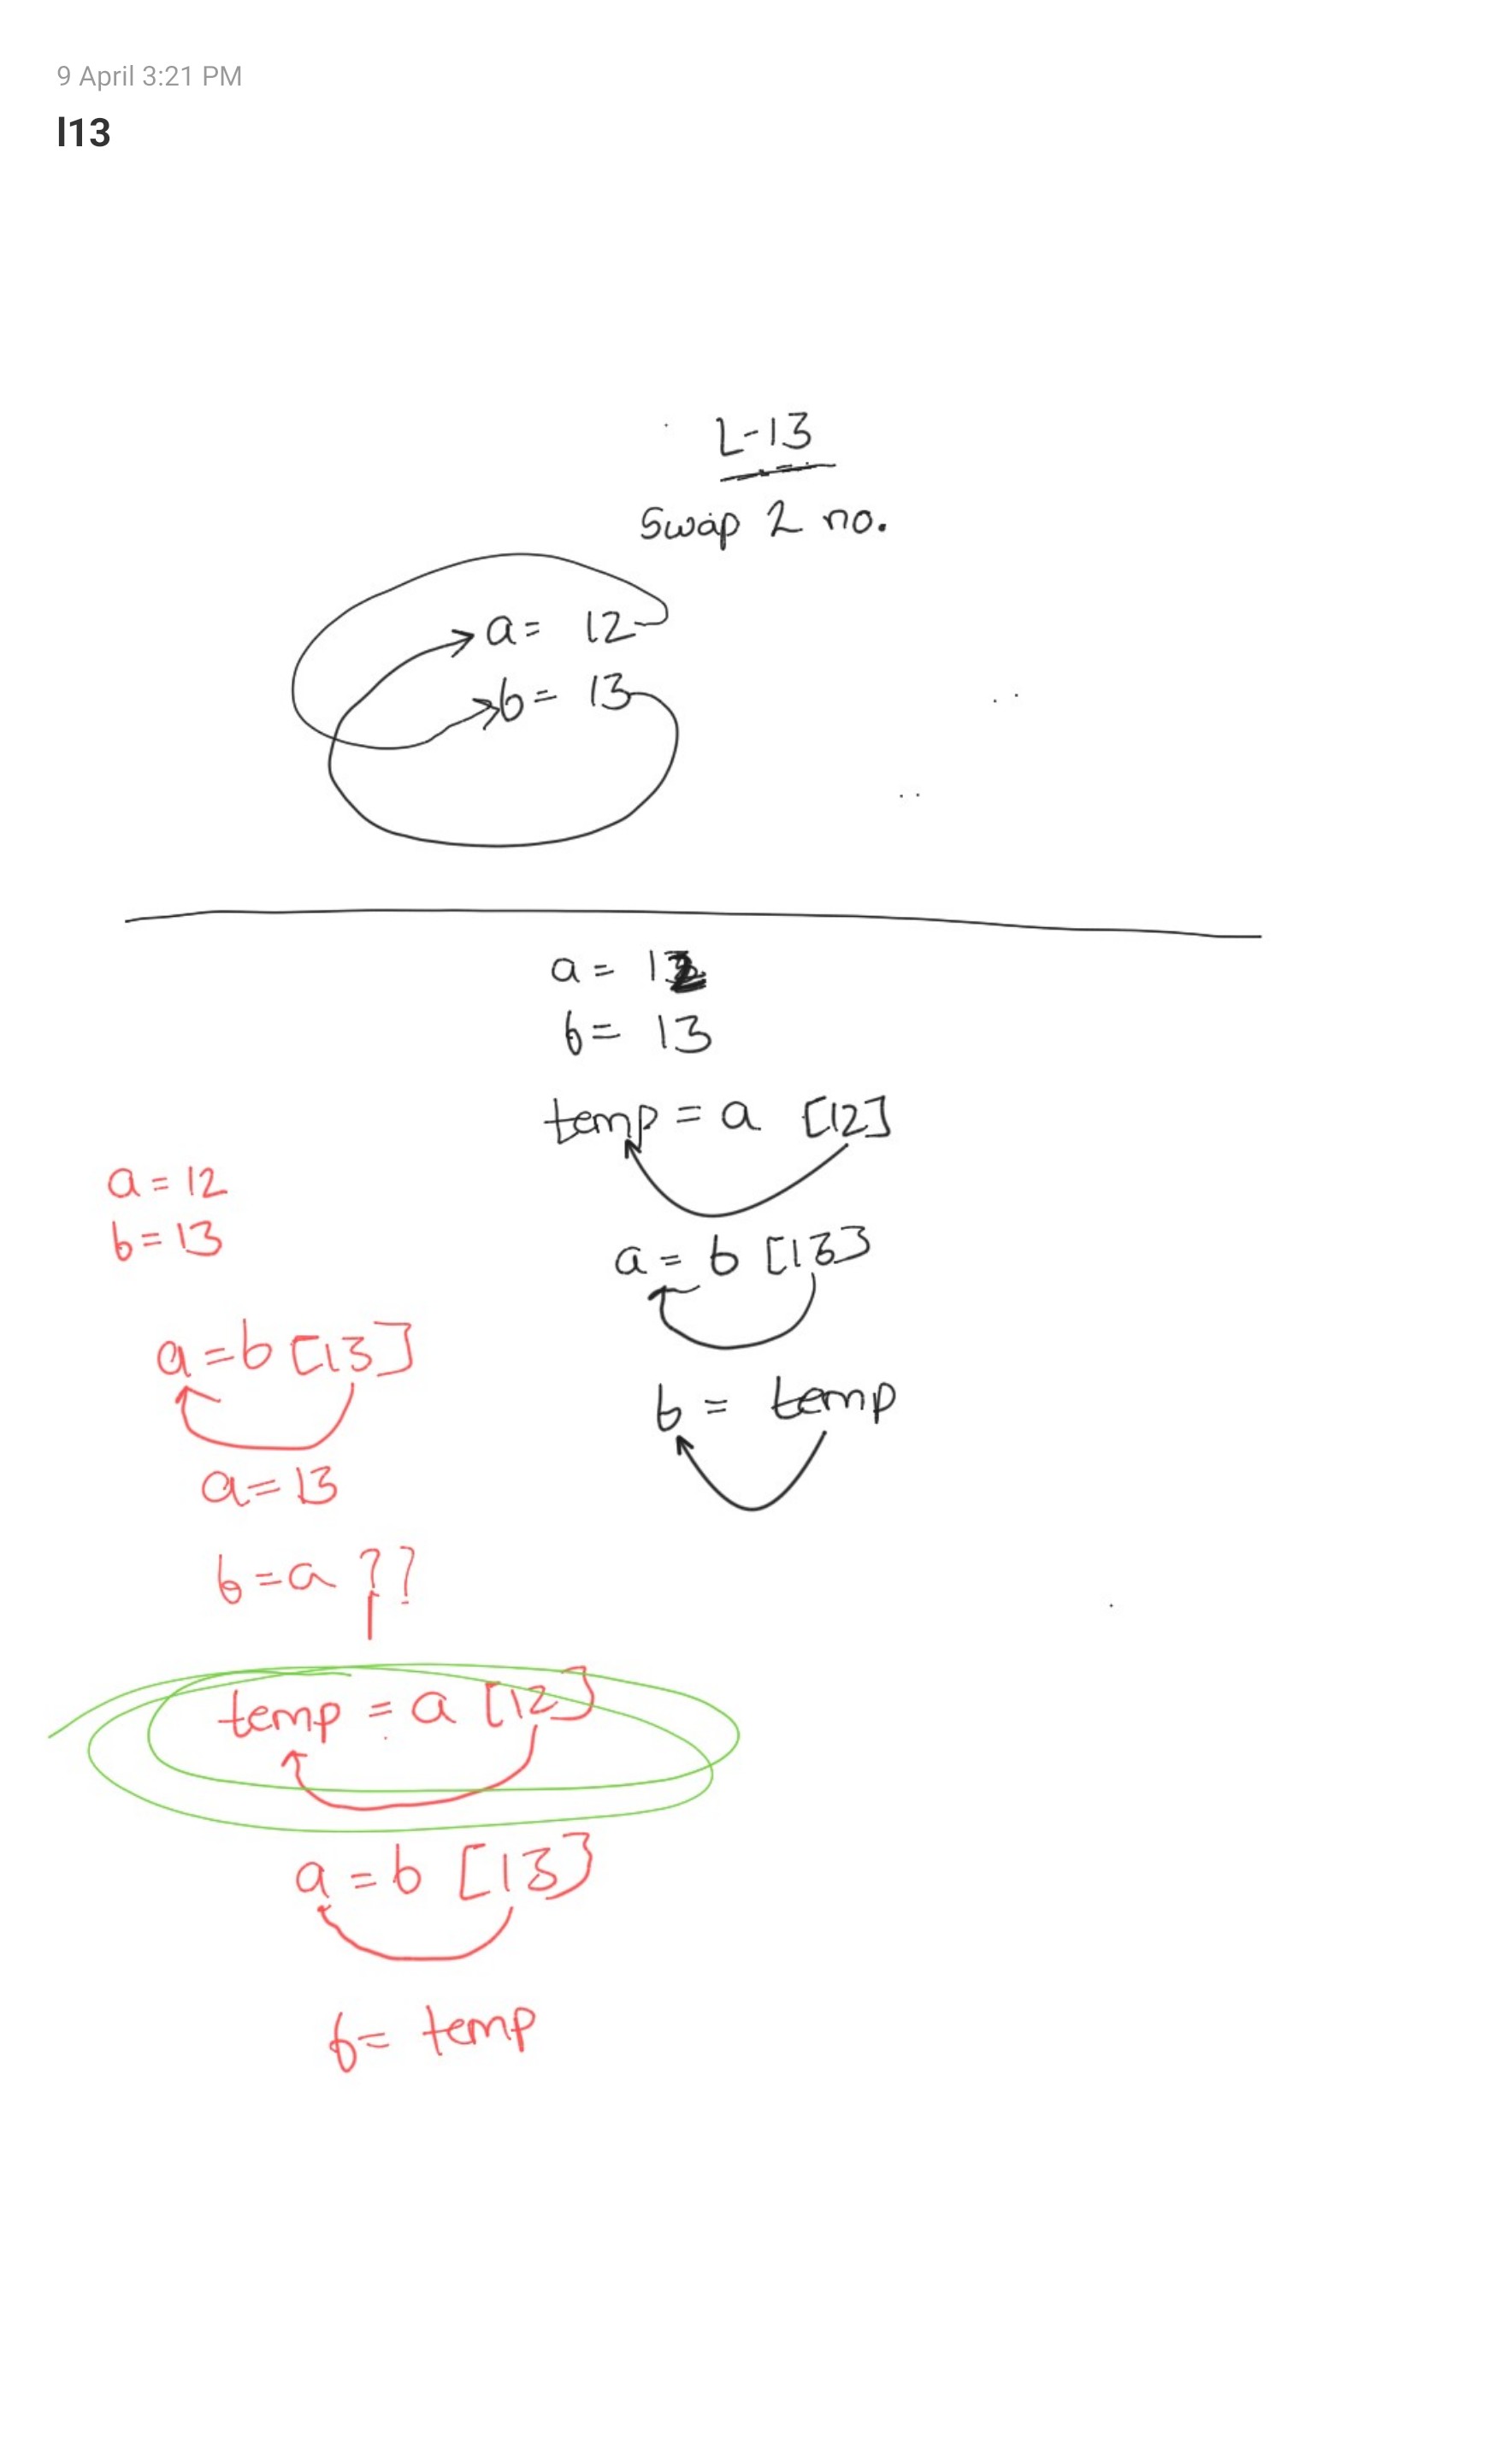 9 April 3:21 PM
l13
L-13
Swap 2 no.
a = 12
b = 13
a = 12
b = 13
temp = a [12]
a = b [13]
b = temp
a = 12
b = 13
a = b [13]
a = 13
b = a ??
temp = a [12]
a = b [13]
b = temp